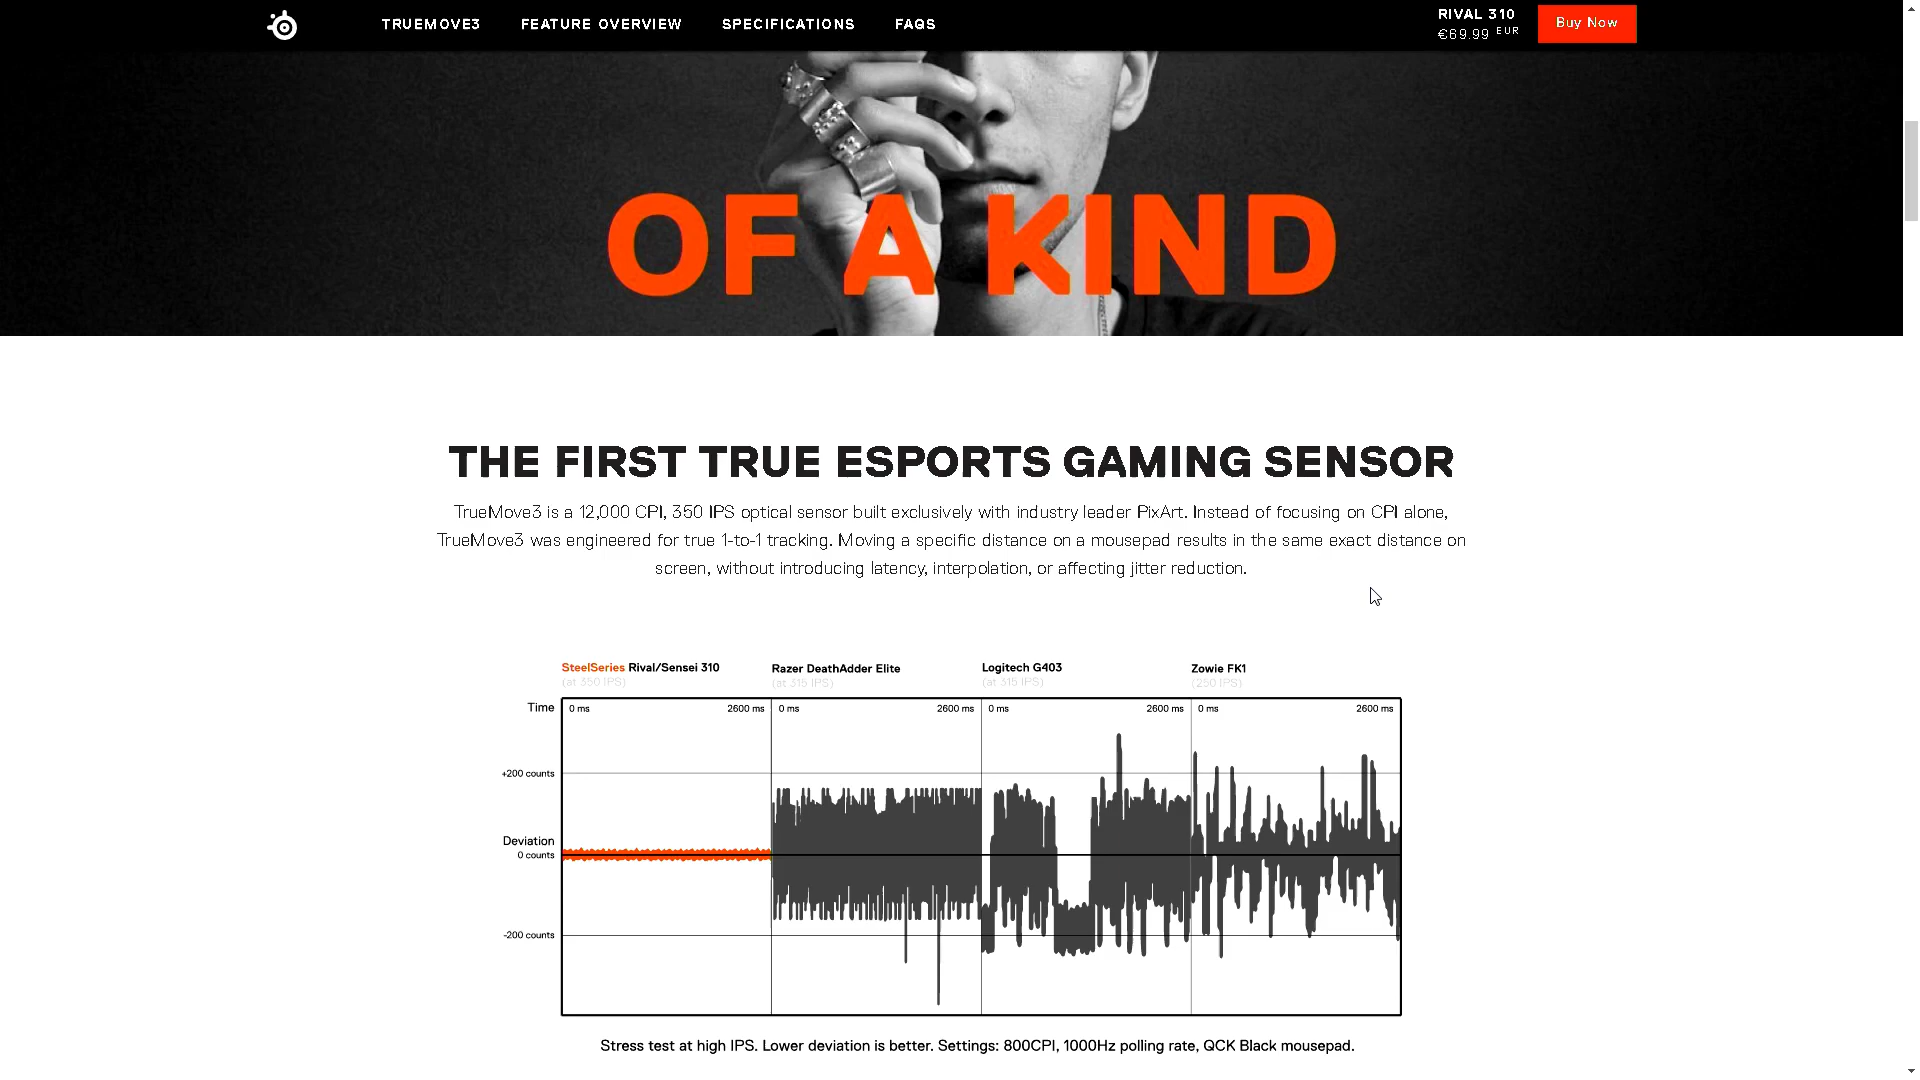 TRUEMOVE3 FEATURE OVERVIEW SPECIFICATIONS FAQS
RIVAL 310
€69.99 EUR
Buy Now
OF A KIND
THE FIRST TRUE ESPORTS GAMING SENSOR
TrueMove3 is a 12,000 CPI, 350 IPS optical sensor built exclusively with industry leader PixArt. Instead of focusing on CPI alone,
TrueMove3 was engineered for true 1-to-1 tracking. Moving a specific distance on a mousepad results in the same exact distance on
screen, without introducing latency, interpolation, or affecting jitter reduction.
SteelSeries Rival/Sensei 310 Razer DeathAdder Elite Logitech G403 Zowie FK1
(at 350 IPS) (at 315 IPS) (at 315 IPS) (250 IPS)
Time 0 ms 2600 ms 0 ms 2600 ms 0 ms 2600 ms 0 ms 2600 ms
+200 counts
Deviation
0 counts
-200 counts
Stress test at high IPS. Lower deviation is better. Settings: 800CPI, 1000Hz polling rate, QCK Black mousepad.